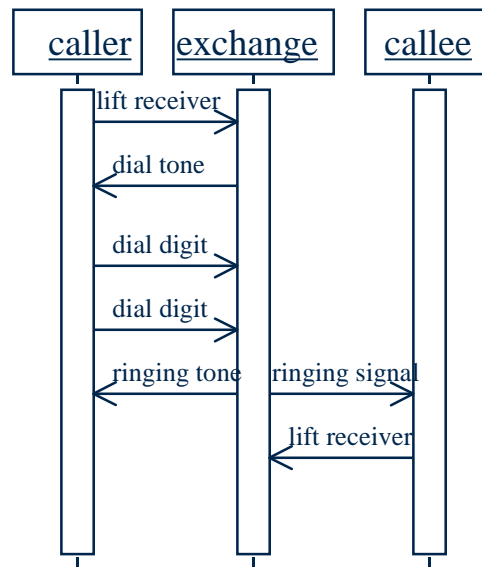 caller exchange callee
lift receiver
dial tone
dial digit
dial digit
ringing tone ringing signal
lift receiver